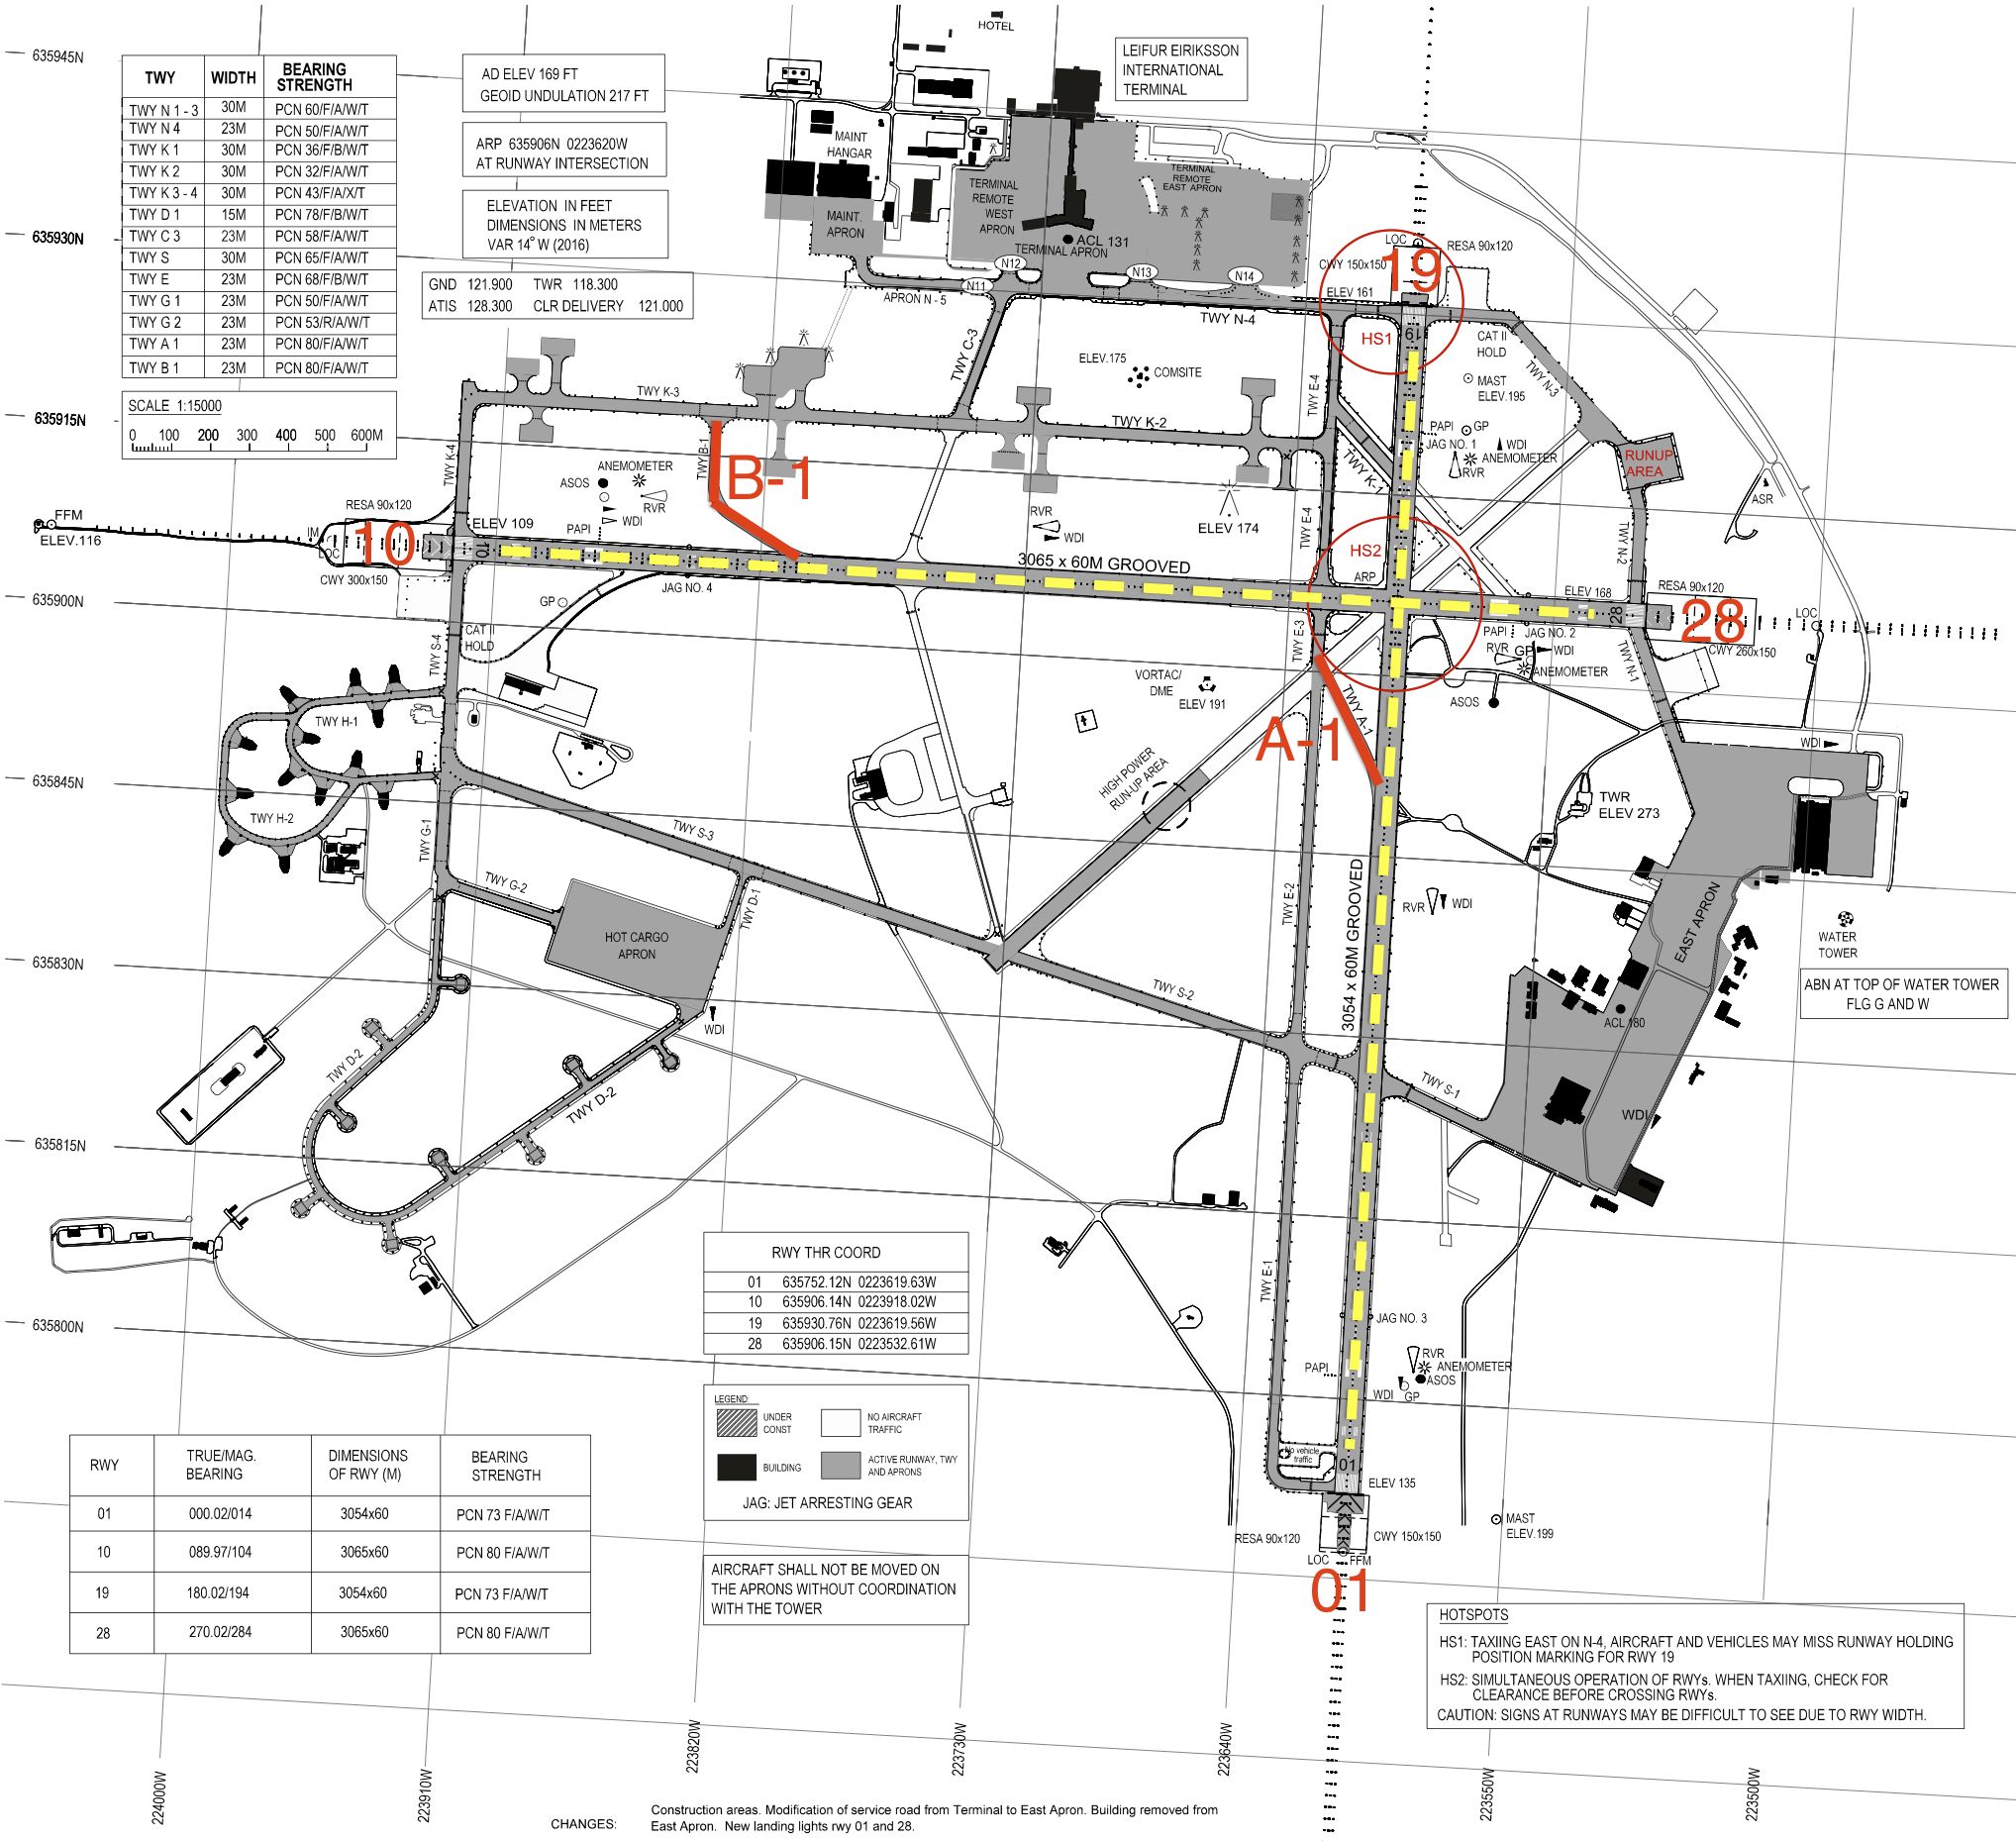 HOTEL
LEIFUR EIRIKSSON
INTERNATIONAL
TERMINAL
635945N
635930N
635915N
635900N
635845N
635830N
635815N
635800N
TWY WIDTH BEARING STRENGTH
TWY N 1 - 3 30M PCN 60/F/A/W/T
TWY N 4 23M PCN 50/F/A/W/T
TWY K 1 30M PCN 36/F/B/W/T
TWY K 2 30M PCN 32/F/A/W/T
TWY K 3 - 4 30M PCN 43/F/A/X/T
TWY D 1 15M PCN 78/F/B/W/T
TWY C 3 23M PCN 58/F/A/W/T
TWY S 30M PCN 65/F/A/W/T
TWY E 23M PCN 68/F/B/W/T
TWY G 1 23M PCN 50/F/A/W/T
TWY G 2 23M PCN 53/R/A/W/T
TWY A 1 23M PCN 80/F/A/W/T
TWY B 1 23M PCN 80/F/A/W/T
SCALE 1:15000
0 100 200 300 400 500 600M
AD ELEV 169 FT
GEOID UNDULATION 217 FT
ARP 635906N 0223620W
AT RUNWAY INTERSECTION
ELEVATION IN FEET
DIMENSIONS IN METERS
VAR 14° W (2016)
GND 121.900 TWR 118.300
ATIS 128.300 CLR DELIVERY 121.000
MAINT
HANGAR
MAINT.
APRON
TERMINAL
REMOTE
WEST
APRON
TERMINAL
REMOTE
EAST APRON
ACL 131
TERMINAL APRON
N12
N13
N14
N11
APRON N - 5
TWY N-4
LOC
RESA 90x120
CWY 150x150
19
ELEV 161
HS1
19
CAT II
HOLD
TWY N-3
MAST
ELEV.195
PAPI
GP
JAG NO. 1
WDI
ANEMOMETER
RVR
RUNUP
AREA
ASR
TWY C-3
ELEV.175
COMSITE
TWY E-4
TWY K-3
TWY K-2
TWY K-1
TWY K-4
TWY B-1
B-1
ANEMOMETER
ASOS
RVR
WDI
PAPI
RESA 90x120
FFM
ELEV.116
IM
10
ELEV 109
10
CWY 300x150
JAG NO. 4
GP
RVR
WDI
ELEV 174
TWY E-4
3065 x 60M GROOVED
HS2
ARP
TWY N-2
ELEV 168
RESA 90x120
28
28
LOC
CWY 260x150
PAPI
JAG NO. 2
RVR
GP
WDI
ANEMOMETER
TWY N-1
CAT II
HOLD
TWY S-4
TWY H-1
TWY H-2
TWY E-3
VORTAC/
DME
ELEV 191
TWY A-1
A-1
ASOS
WDI
HIGH POWER
RUN-UP AREA
TWR
ELEV 273
TWY G-1
TWY S-3
TWY G-2
TWY D-1
HOT CARGO
APRON
TWY E-2
3054 x 60M GROOVED
RVR
WDI
EAST APRON
WATER
TOWER
ABN AT TOP OF WATER TOWER
FLG G AND W
ACL 180
WDI
TWY S-2
TWY D-2
TWY D-2
TWY S-1
WDI
TWY E-1
RWY THR COORD
01 635752.12N 0223619.63W
10 635906.14N 0223918.02W
19 635930.76N 0223619.56W
28 635906.15N 0223532.61W
JAG NO. 3
RVR
ANEMOMETER
ASOS
PAPI
WDI
GP
LEGEND:
UNDER
CONST
NO AIRCRAFT
TRAFFIC
BUILDING
ACTIVE RUNWAY, TWY
AND APRONS
JAG: JET ARRESTING GEAR
No vehicle
traffic
01
ELEV 135
RESA 90x120
CWY 150x150
LOC
FFM
01
MAST
ELEV.199
RWY TRUE/MAG. BEARING DIMENSIONS OF RWY (M) BEARING STRENGTH
01 000.02/014 3054x60 PCN 73 F/A/W/T
10 089.97/104 3065x60 PCN 80 F/A/W/T
19 180.02/194 3054x60 PCN 73 F/A/W/T
28 270.02/284 3065x60 PCN 80 F/A/W/T
AIRCRAFT SHALL NOT BE MOVED ON
THE APRONS WITHOUT COORDINATION
WITH THE TOWER
HOTSPOTS
HS1: TAXIING EAST ON N-4, AIRCRAFT AND VEHICLES MAY MISS RUNWAY HOLDING
POSITION MARKING FOR RWY 19
HS2: SIMULTANEOUS OPERATION OF RWYs. WHEN TAXIING, CHECK FOR
CLEARANCE BEFORE CROSSING RWYs.
CAUTION: SIGNS AT RUNWAYS MAY BE DIFFICULT TO SEE DUE TO RWY WIDTH.
224000W
223910W
223820W
223730W
223640W
223550W
223500W
CHANGES:
Construction areas. Modification of service road from Terminal to East Apron. Building removed from
East Apron. New landing lights rwy 01 and 28.